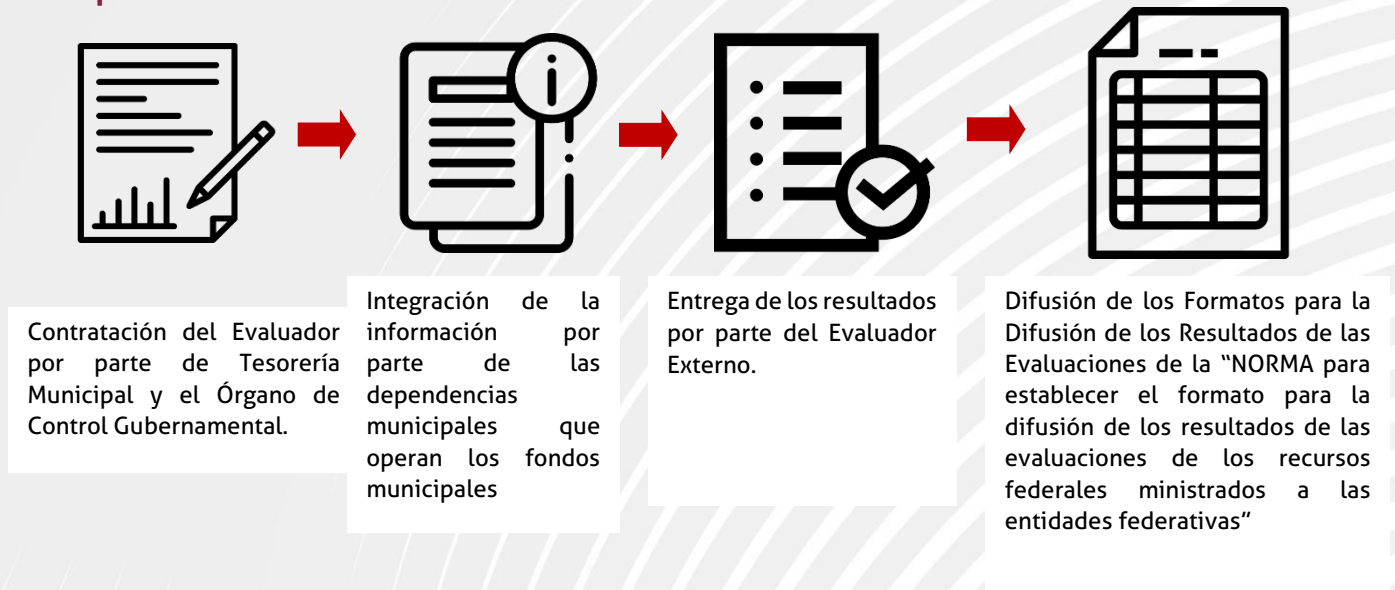 Contratación del Evaluador
por parte de Tesorería
Municipal y el Órgano de
Control Gubernamental.
Integración de la
información por
parte de las
dependencias
municipales que
operan los fondos
municipales
Entrega de los resultados
por parte del Evaluador
Externo.
Difusión de los Formatos para la
Difusión de los Resultados de las
Evaluaciones de la “NORMA para
establecer el formato para la
difusión de los resultados de las
evaluaciones de los recursos
federales ministrados a las
entidades federativas”